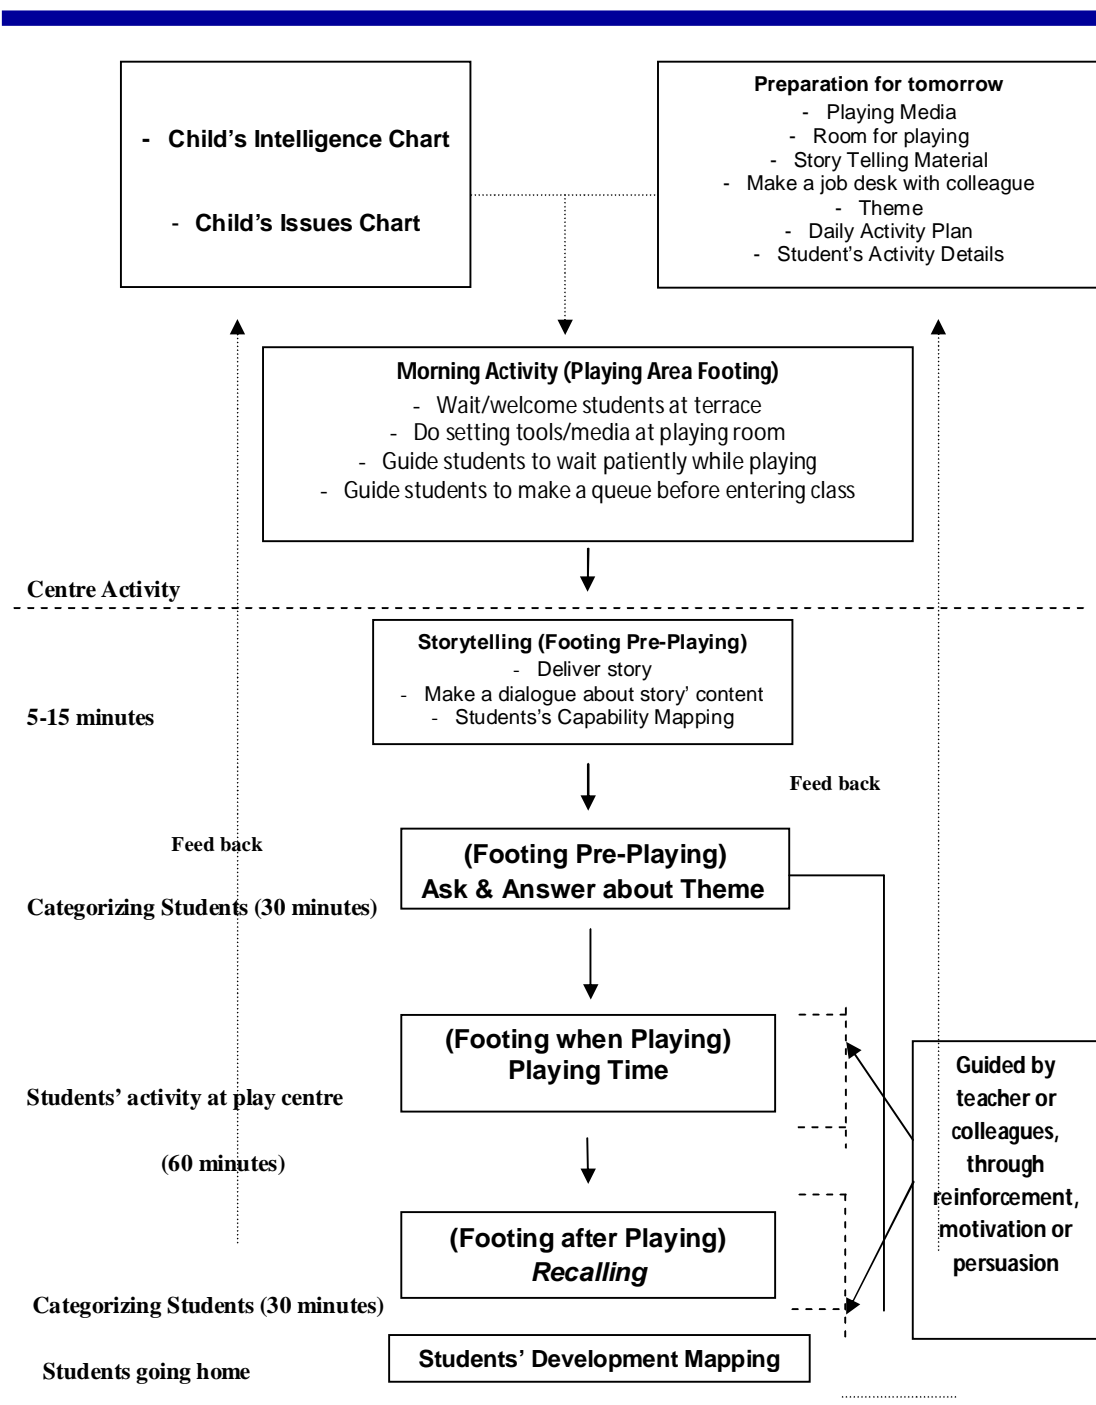 - Child's Intelligence Chart
- Child's Issues Chart
Preparation for tomorrow
- Playing Media
- Room for playing
- Story Telling Material
- Make a job desk with colleague
- Theme
- Daily Activity Plan
- Student's Activity Details
Morning Activity (Playing Area Footing)
- Wait/welcome students at terrace
- Do setting tools/media at playing room
- Guide students to wait patiently while playing
- Guide students to make a queue before entering class
Centre Activity
Storytelling (Footing Pre-Playing)
- Deliver story
- Make a dialogue about story' content
- Students's Capability Mapping
5-15 minutes
Feed back
Feed back
(Footing Pre-Playing)
Ask & Answer about Theme
Categorizing Students (30 minutes)
(Footing when Playing)
Playing Time
Students' activity at play centre
(60 minutes)
Guided by
teacher or
colleagues,
through
reinforcement,
motivation or
persuasion
(Footing after Playing)
Recalling
Categorizing Students (30 minutes)
Students' Development Mapping
Students going home